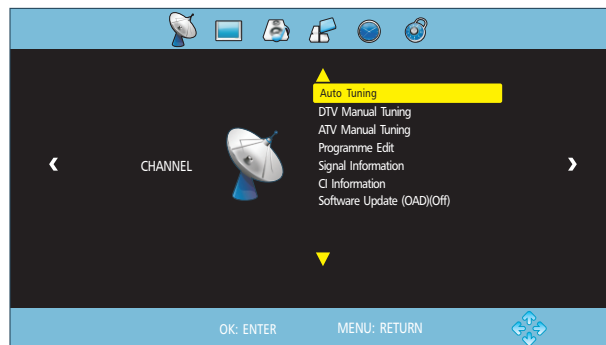 Auto Tuning
DTV Manual Tuning
ATV Manual Tuning
Programme Edit
CHANNEL
Signal Information
CI Information
Software Update (OAD)(Off)
OK: ENTER
MENU: RETURN